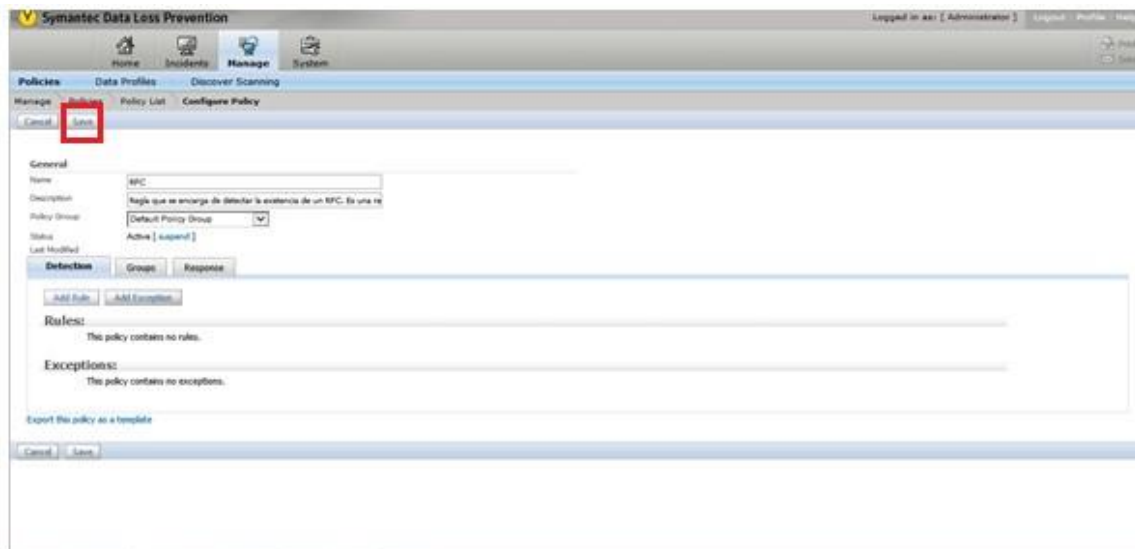 Symantec Data Loss Prevention
Logged in as: [ Administrator ] Logout Profile Help
Home Incidents Manage System
Policies Data Profiles Discover Scanning
Manage Policies Policy List Configure Policy
Cancel Save
General
Name RFC
Description Regla que se encarga de detectar la existencia de un RFC. Es una re
Policy Group Default Policy Group
Status Active [ suspend ]
Last Modified
Detection Groups Response
Add Rule Add Exception
Rules:
This policy contains no rules.
Exceptions:
This policy contains no exceptions.
Export this policy as a template
Cancel Save